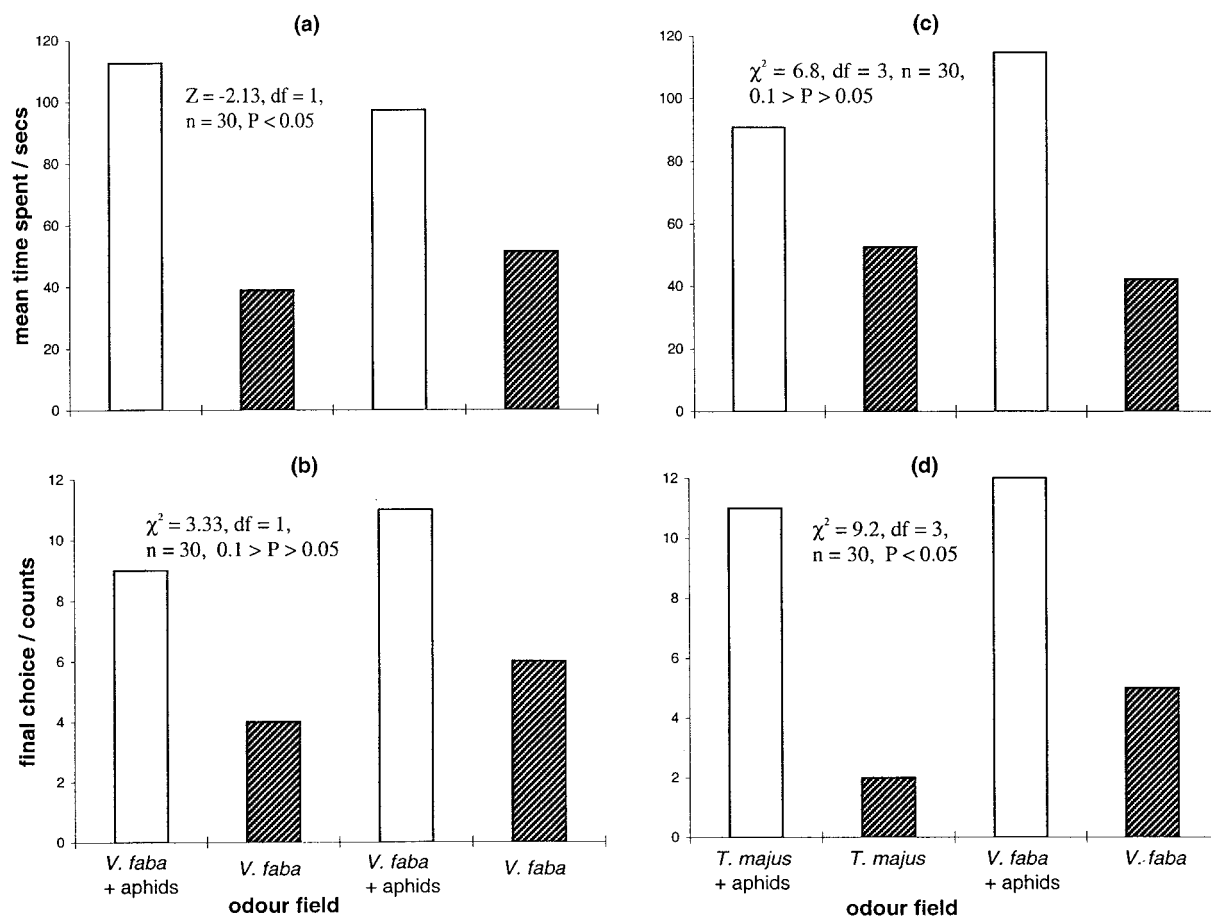 (a)
mean time spent / secs
120
100
80
60
40
20
0
Z = -2.13, df = 1,
n = 30, P < 0.05
(c)
120
100
80
60
40
20
0
χ² = 6.8, df = 3, n = 30,
0.1 > P > 0.05
(b)
final choice / counts
12
10
8
6
4
2
0
χ² = 3.33, df = 1,
n = 30, 0.1 > P > 0.05
V. faba
+ aphids
V. faba
V. faba
+ aphids
V. faba
odour field
(d)
12
10
8
6
4
2
0
χ² = 9.2, df = 3,
n = 30, P < 0.05
T. majus
+ aphids
T. majus
V. faba
+ aphids
V. faba
odour field